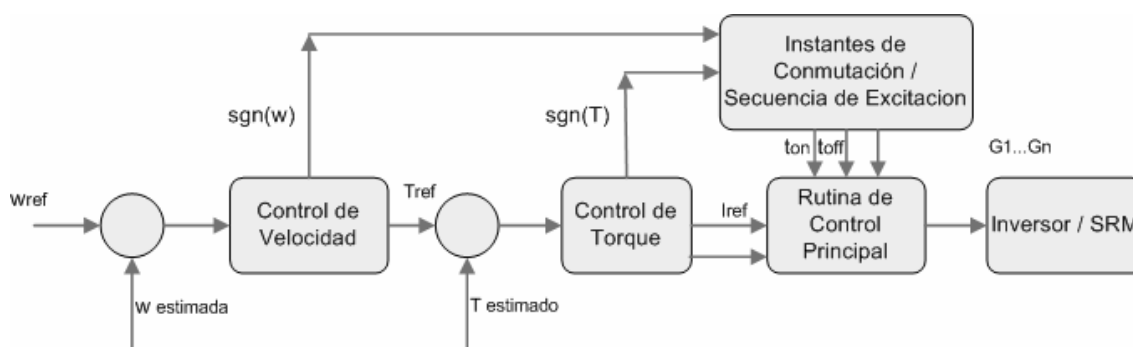 Instantes de
Conmutación /
Secuencia de Excitacion
sgn(w)
sgn(T)
ton
toff
G1...Gn
Wref
Control de
Velocidad
Tref
Control de
Torque
Iref
Rutina de
Control
Principal
Inversor / SRM
w estimada
T estimado